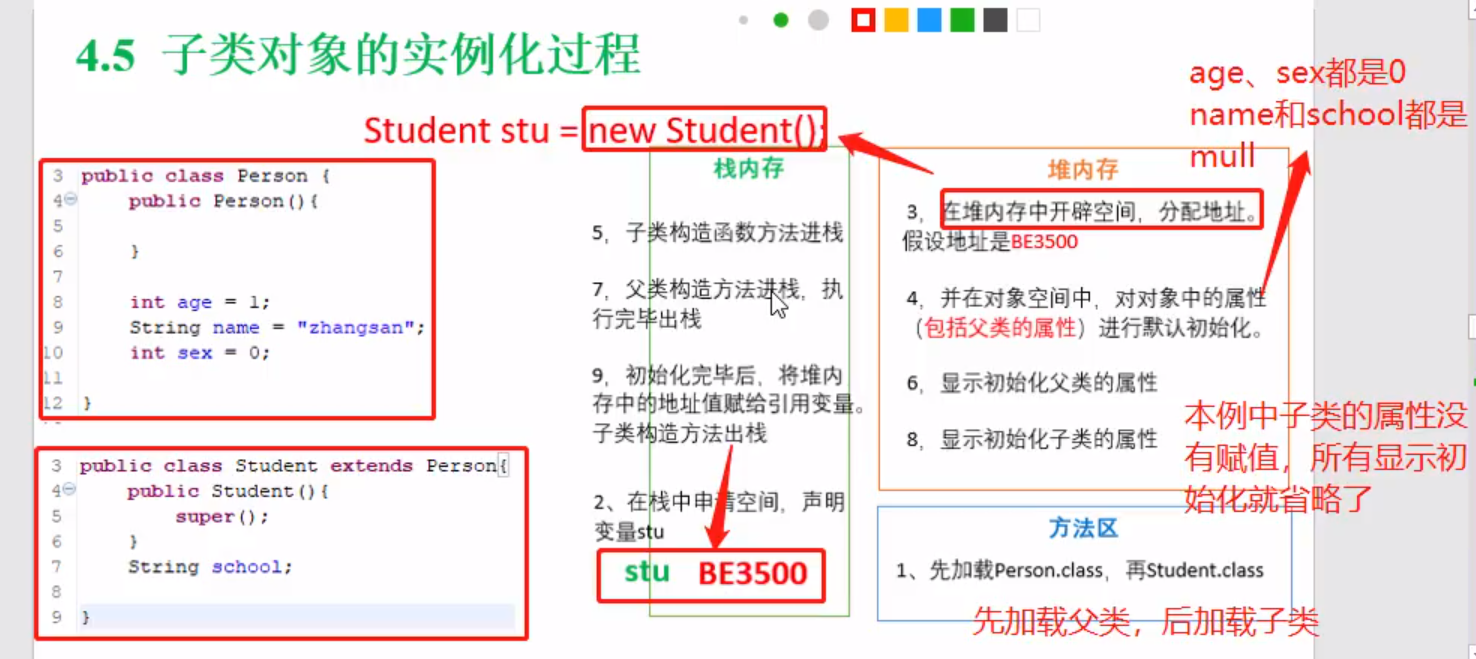 4.5 子类对象的实例化过程
Student stu = new Student();
age、sex都是0
name和school都是
mull
3 public class Person {
4 public Person(){
5
6 }
7
8 int age = 1;
9 String name = "zhangsan";
10 int sex = 0;
11
12 }
3 public class Student extends Person{
4 public Student(){
5 super();
6 }
7 String school;
8
9 }
栈内存
5，子类构造函数方法进栈
7，父类构造方法进栈，执
行完毕出栈
9，初始化完毕后，将堆内
存中的地址值赋给引用变量。
子类构造方法出栈
2、在栈中申请空间，声明
变量stu
stu BE3500
堆内存
3，在堆内存中开辟空间，分配地址。
假设地址是BE3500
4，并在对象空间中，对对象中的属性
（包括父类的属性）进行默认初始化。
6，显示初始化父类的属性
8，显示初始化子类的属性
本例中子类的属性没
有赋值，所有显示初
始化就省略了
方法区
1、先加载Person.class，再Student.class
先加载父类，后加载子类